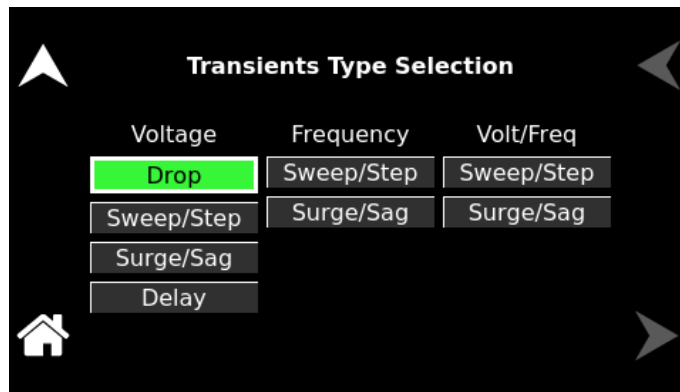 Transients Type Selection
Voltage Frequency Volt/Freq
Drop Sweep/Step Sweep/Step
Sweep/Step Surge/Sag Surge/Sag
Surge/Sag
Delay